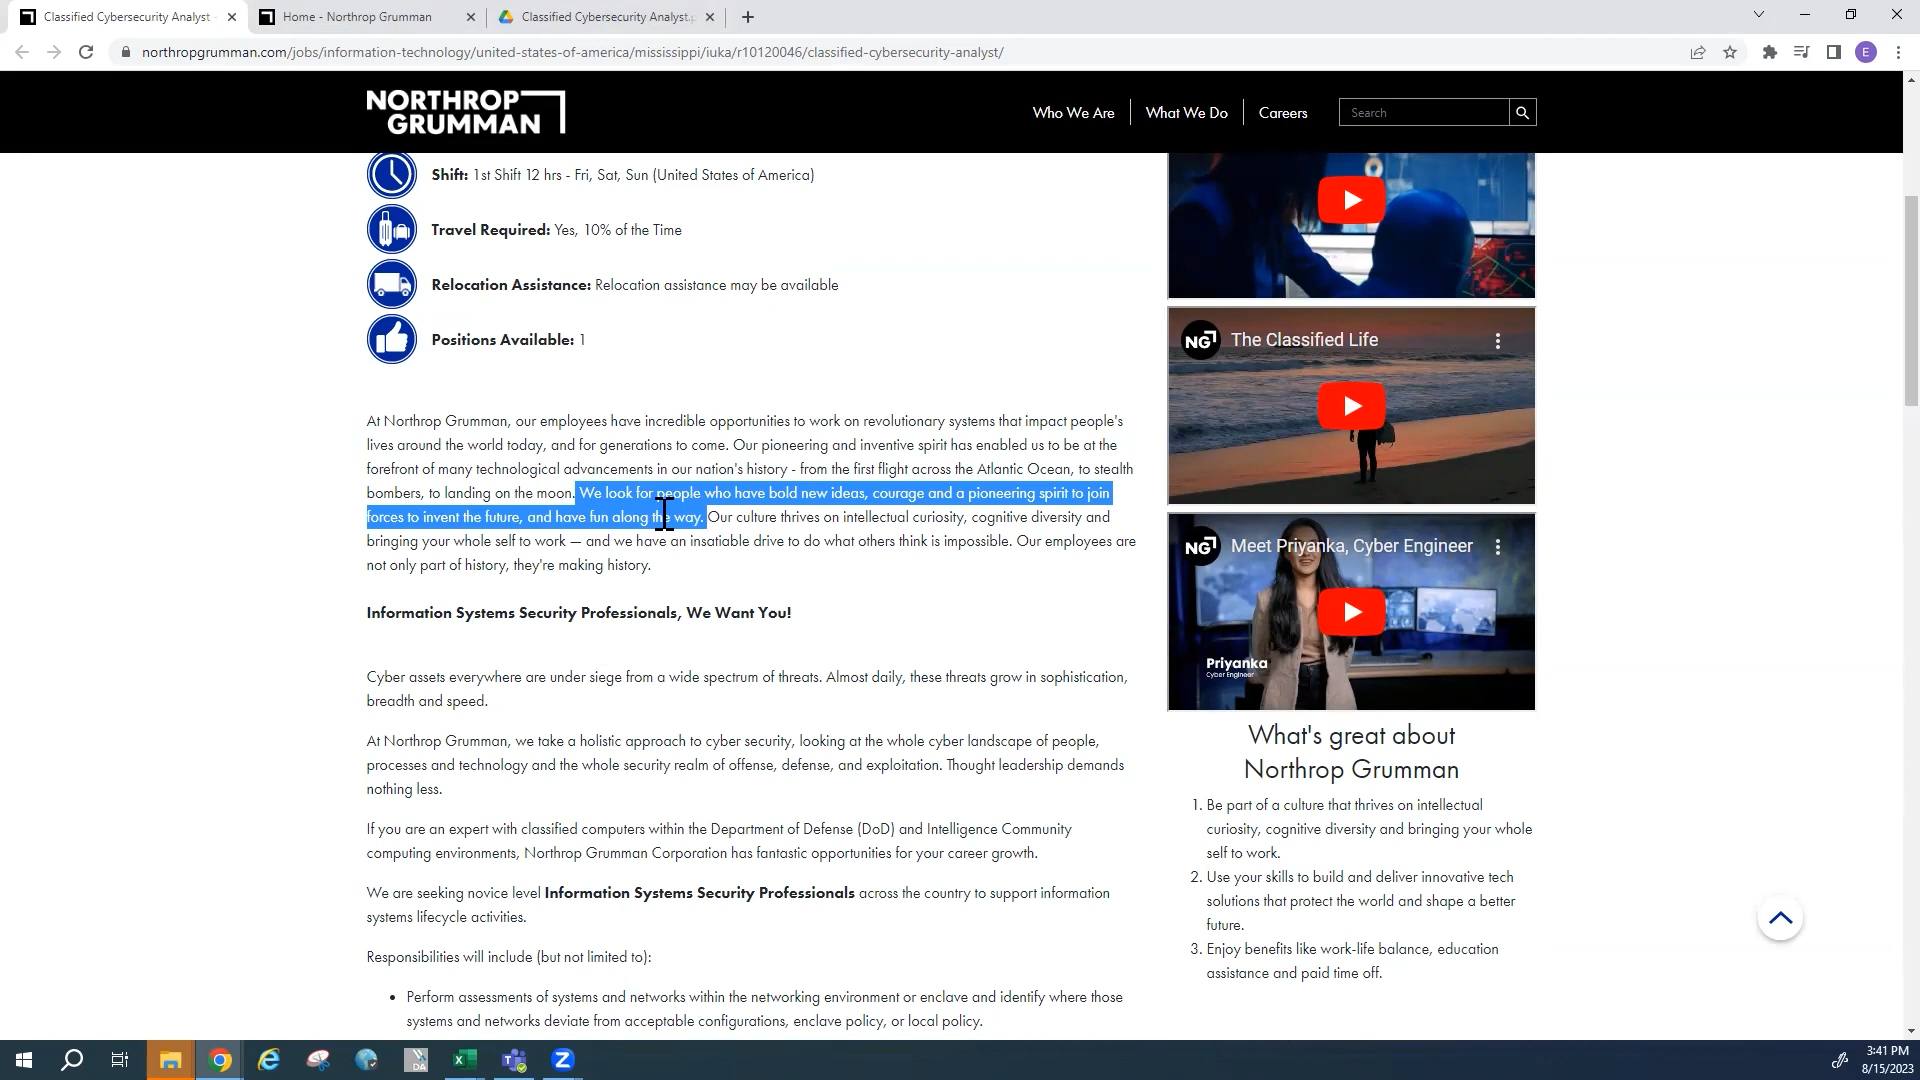 Classified Cybersecurity Analyst -
Home - Northrop Grumman
Classified Cybersecurity Analyst.p
northropgrumman.com/jobs/information-technology/united-states-of-america/mississippi/iuka/r10120046/classified-cybersecurity-analyst/
E
NORTHROP
GRUMMAN
Who We Are
What We Do
Careers
Search
Shift: 1st Shift 12 hrs - Fri, Sat, Sun (United States of America)
Travel Required: Yes, 10% of the Time
Relocation Assistance: Relocation assistance may be available
Positions Available: 1
At Northrop Grumman, our employees have incredible opportunities to work on revolutionary systems that impact people's
lives around the world today, and for generations to come. Our pioneering and inventive spirit has enabled us to be at the
forefront of many technological advancements in our nation's history - from the first flight across the Atlantic Ocean, to stealth
bombers, to landing on the moon. We look for people who have bold new ideas, courage and a pioneering spirit to join
forces to invent the future, and have fun along the way. Our culture thrives on intellectual curiosity, cognitive diversity and
bringing your whole self to work — and we have an insatiable drive to do what others think is impossible. Our employees are
not only part of history, they're making history.
Information Systems Security Professionals, We Want You!
Cyber assets everywhere are under siege from a wide spectrum of threats. Almost daily, these threats grow in sophistication,
breadth and speed.
At Northrop Grumman, we take a holistic approach to cyber security, looking at the whole cyber landscape of people,
processes and technology and the whole security realm of offense, defense, and exploitation. Thought leadership demands
nothing less.
If you are an expert with classified computers within the Department of Defense (DoD) and Intelligence Community
computing environments, Northrop Grumman Corporation has fantastic opportunities for your career growth.
We are seeking novice level Information Systems Security Professionals across the country to support information
systems lifecycle activities.
Responsibilities will include (but not limited to):
• Perform assessments of systems and networks within the networking environment or enclave and identify where those
systems and networks deviate from acceptable configurations, enclave policy, or local policy.
NG
The Classified Life
NG
Meet Priyanka, Cyber Engineer
Priyanka
Cyber Engineer
What's great about
Northrop Grumman
1. Be part of a culture that thrives on intellectual
curiosity, cognitive diversity and bringing your whole
self to work.
2. Use your skills to build and deliver innovative tech
solutions that protect the world and shape a better
future.
3. Enjoy benefits like work-life balance, education
assistance and paid time off.
DA
3:41 PM
8/15/2023